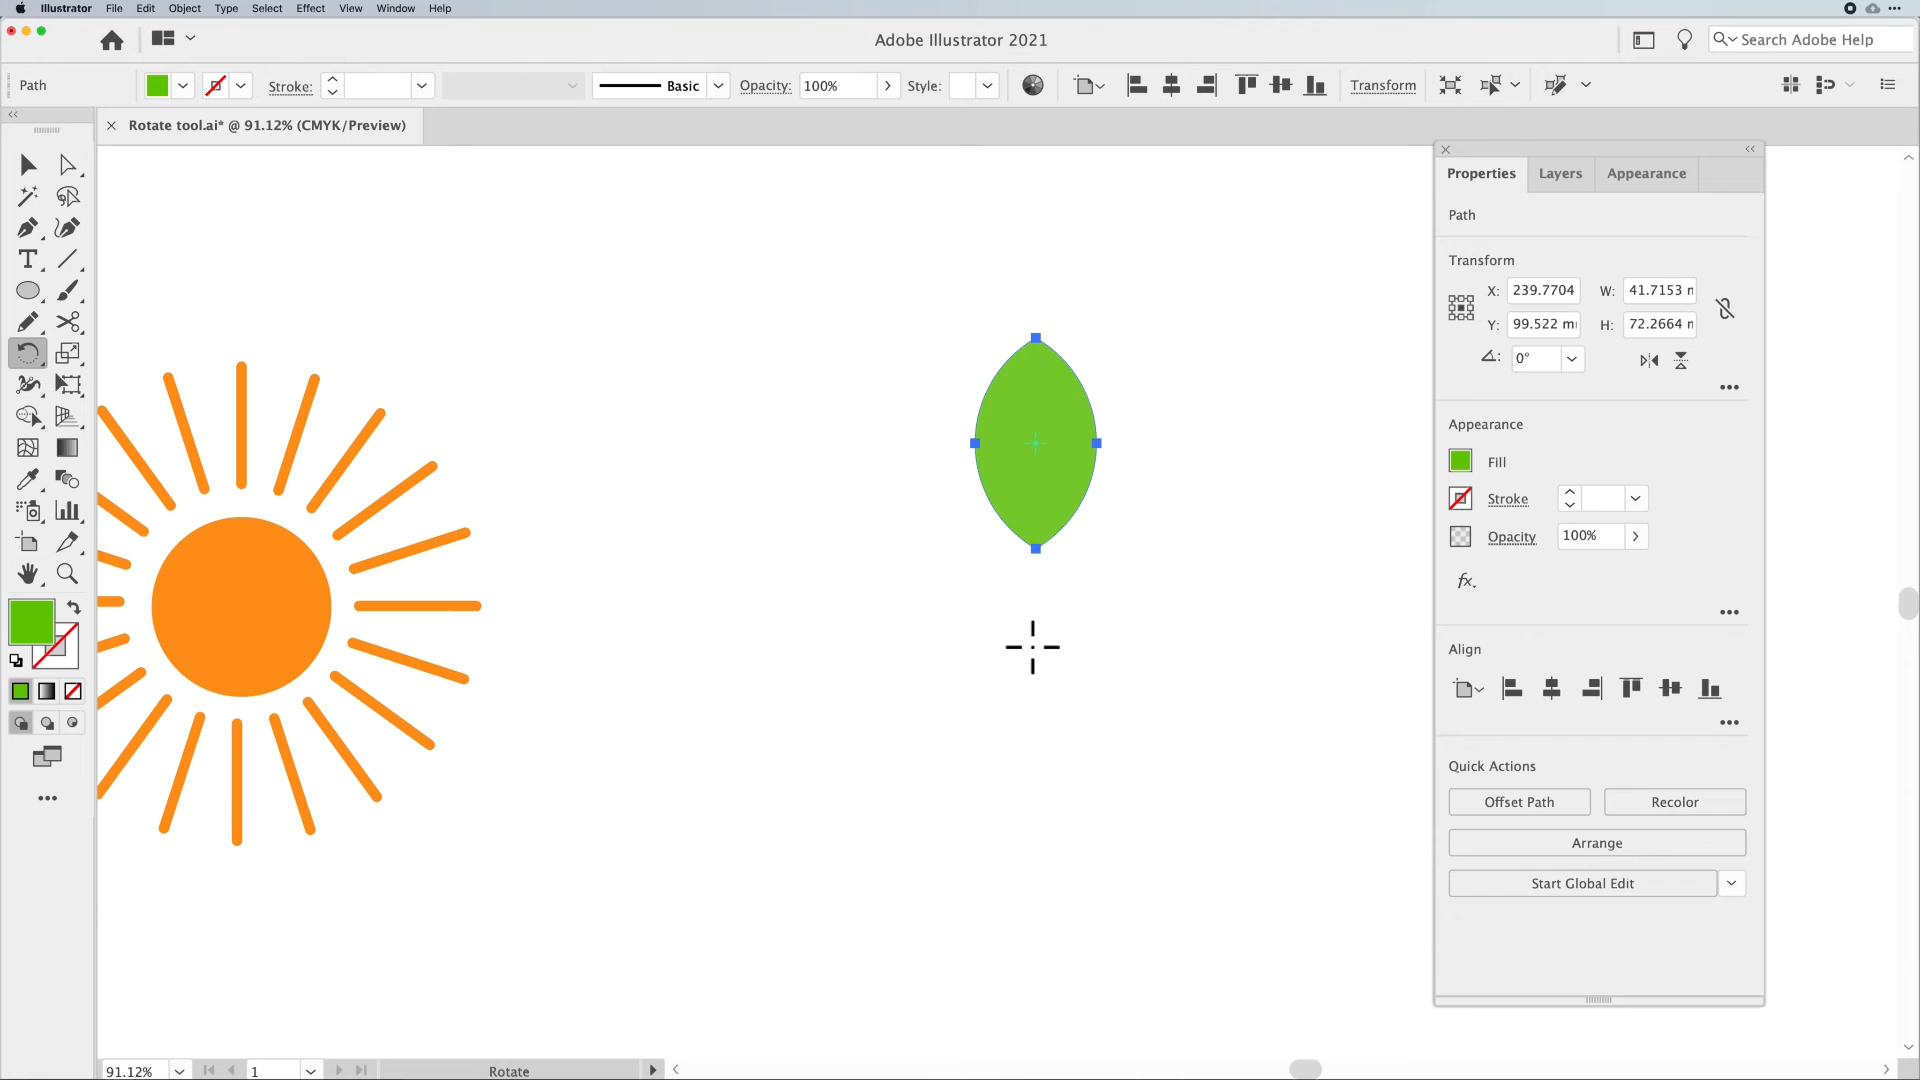 Illustrator File Edit Object Type Select Effect View Window Help
Adobe Illustrator 2021
Search Adobe Help
Path
Stroke:
Basic
Opacity: 100%
Style:
Transform
Rotate tool.ai* @ 91.12% (CMYK/Preview)
Properties Layers Appearance
Path
Transform
X: 239.7704 W: 41.7153
Y: 99.522 H: 72.2664
0°
Appearance
Fill
Stroke
Opacity 100%
fx.
Align
Quick Actions
Offset Path Recolor
Arrange
Start Global Edit
91.12% 1 Rotate